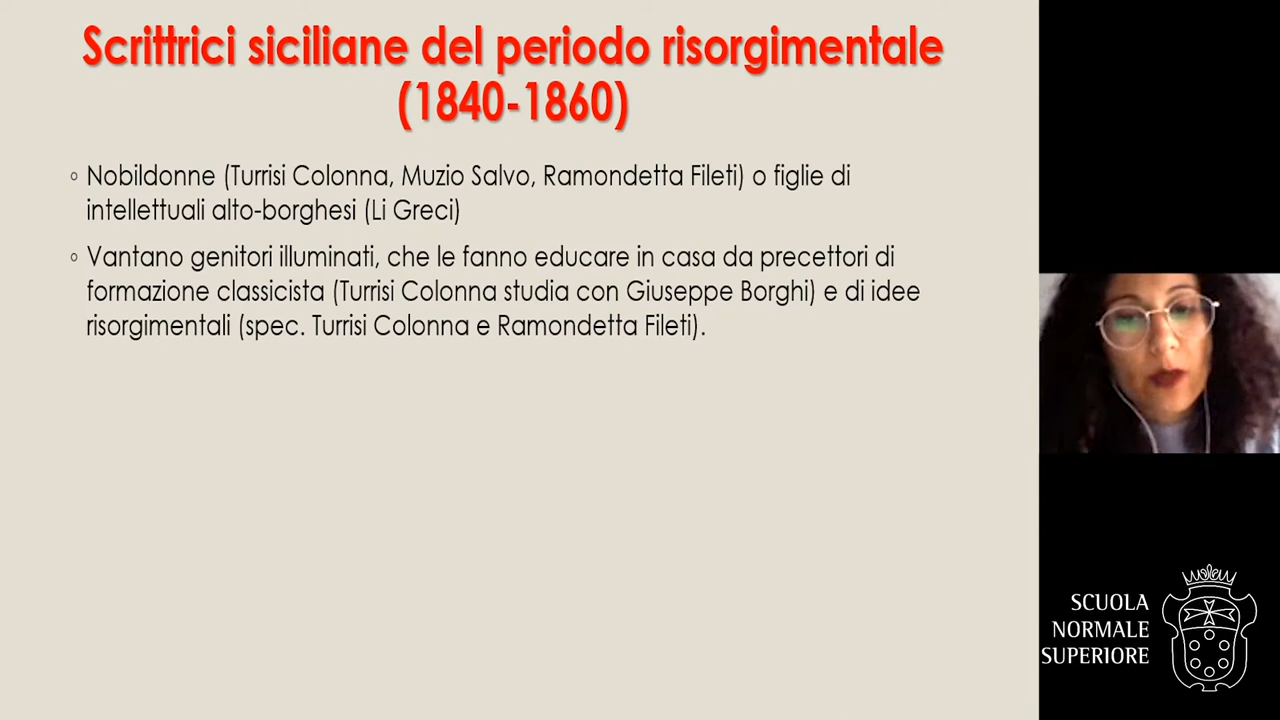 Scrittrici siciliane del periodo risorgimentale
(1840-1860)
Nobildonne (Turrisi Colonna, Muzio Salvo, Ramondetta Fileti) o figlie di
intellettuali alto-borghesi (Li Greci)
Vantano genitori illuminati, che le fanno educare in casa da precettori di
formazione classicista (Turrisi Colonna studia con Giuseppe Borghi) e di idee
risorgimentali (spec. Turrisi Colonna e Ramondetta Fileti).
SCUOLA
NORMALE
SUPERIORE